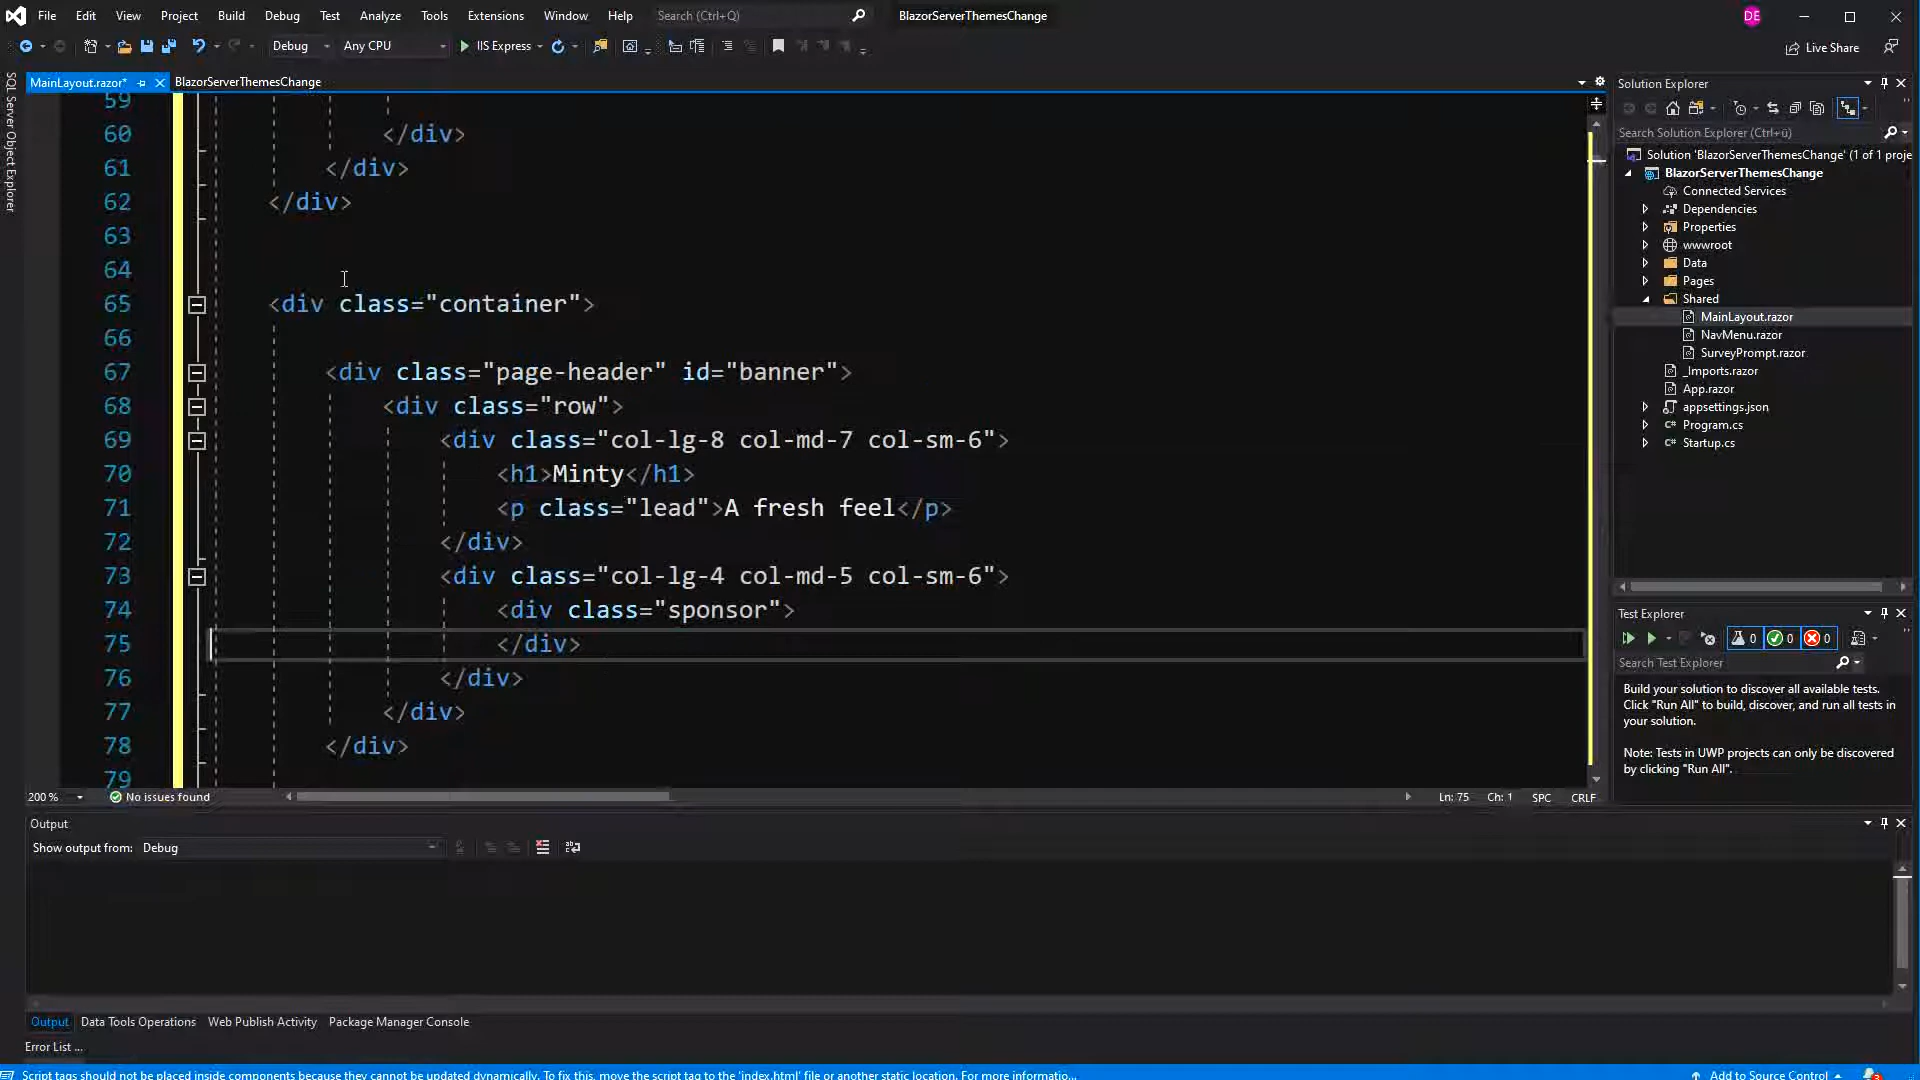 File Edit View Project Build Debug Test Analyze Tools Extensions Window Help Search (Ctrl+Q) BlazorServerThemesChange DE
Debug Any CPU IIS Express Live Share
SQL Server Object Explorer
MainLayout.razor* BlazorServerThemesChange
59
60 </div>
61 </div>
62 </div>
63
64
65 <div class="container">
66
67 <div class="page-header" id="banner">
68 <div class="row">
69 <div class="col-lg-8 col-md-7 col-sm-6">
70 <h1>Minty</h1>
71 <p class="lead">A fresh feel</p>
72 </div>
73 <div class="col-lg-4 col-md-5 col-sm-6">
74 <div class="sponsor">
75 </div>
76 </div>
77 </div>
78 </div>
79
200 % No issues found Ln: 75 Ch: 1 SPC CRLF
Solution Explorer
Search Solution Explorer (Ctrl+ü)
Solution 'BlazorServerThemesChange' (1 of 1 proje
BlazorServerThemesChange
Connected Services
Dependencies
Properties
wwwroot
Data
Pages
Shared
MainLayout.razor
NavMenu.razor
SurveyPrompt.razor
_Imports.razor
App.razor
appsettings.json
C# Program.cs
C# Startup.cs
Test Explorer
0 0 0
Search Test Explorer
Build your solution to discover all available tests.
Click "Run All" to build, discover, and run all tests in
your solution.
Note: Tests in UWP projects can only be discovered
by clicking "Run All".
Output
Show output from: Debug
Output Data Tools Operations Web Publish Activity Package Manager Console
Error List ...
Script tags should not be placed inside components because they cannot be updated dynamically. To fix this, move the script tag to the 'index.html' file or another static location. For more informatio... Add to Source Control